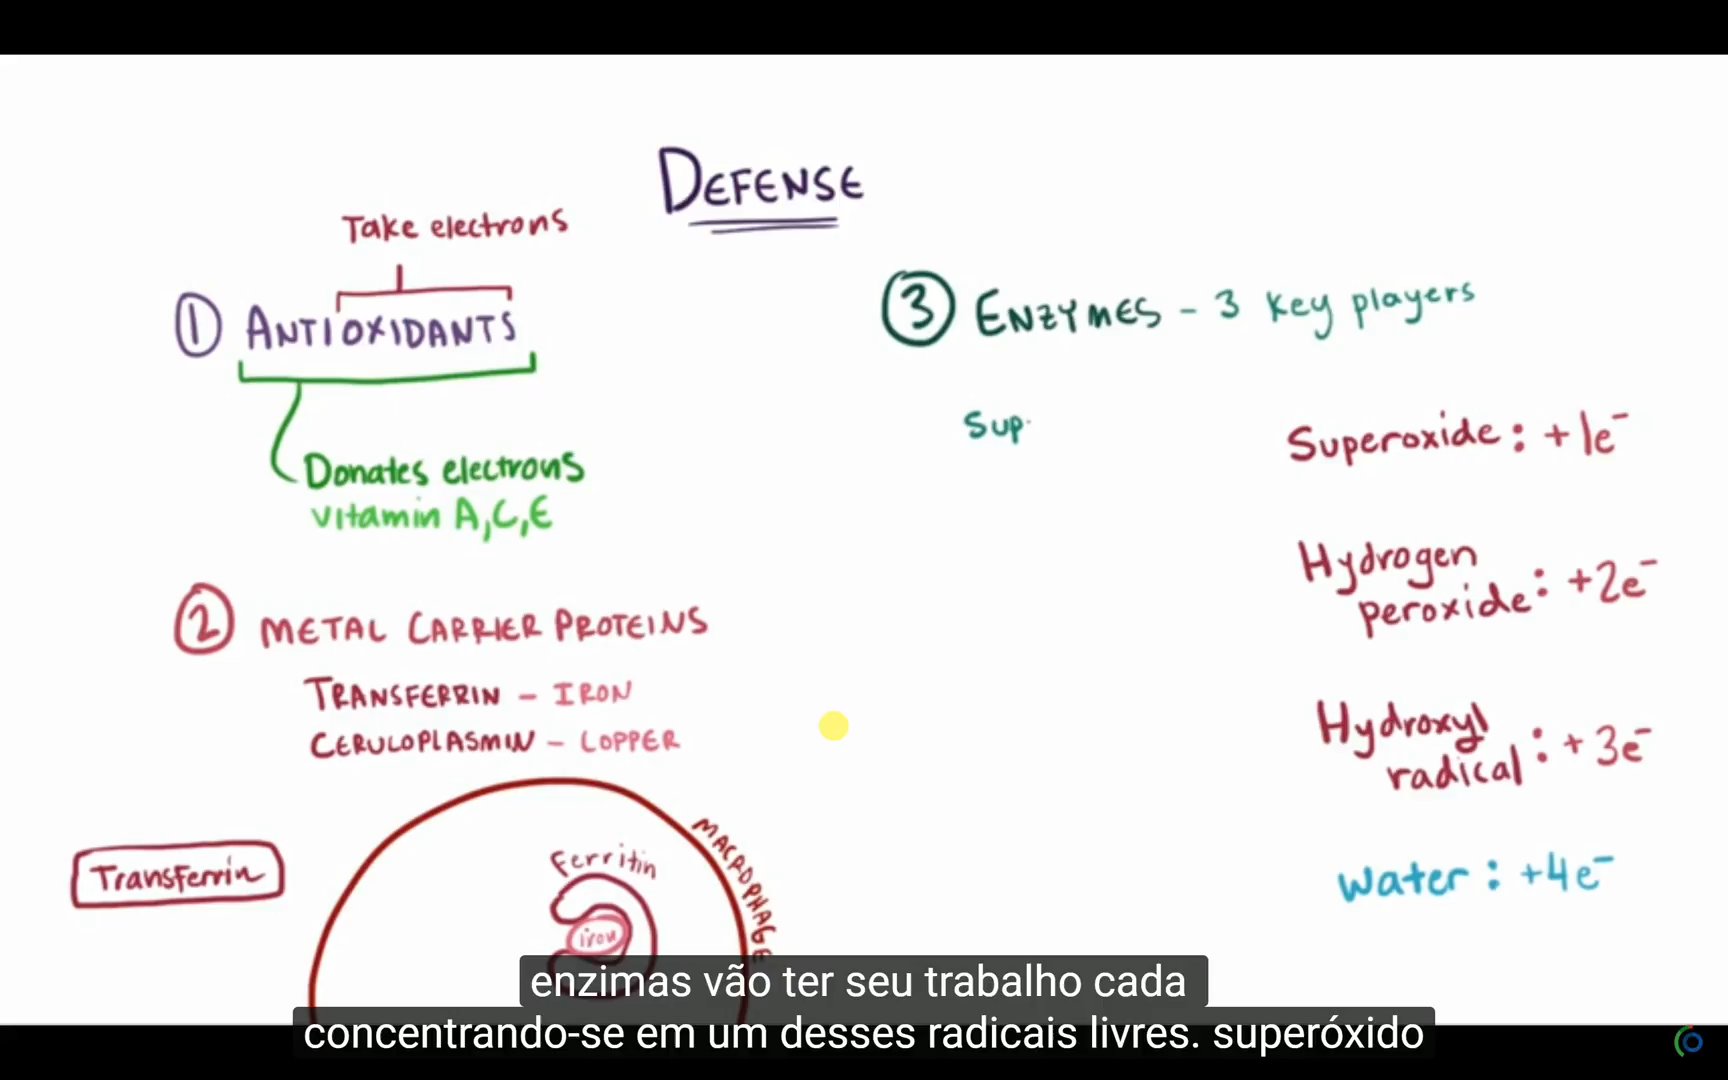 DEFENSE
Take electrons
1 ANTIOXIDANTS
Donates electrons
vitamin A, C, E
2 METAL CARRIER PROTEINS
TRANSFERRIN - IRON
CERULOPLASMIN - COPPER
Transferrin
Ferritin
iron
MACROPHAGE
3 ENZYMES - 3 key players
Sup
Superoxide: +1e⁻
Hydrogen
peroxide: +2e⁻
Hydroxyl
radical: +3e⁻
Water: +4e⁻
enzimas vão ter seu trabalho cada
concentrando-se em um desses radicais livres. superóxido